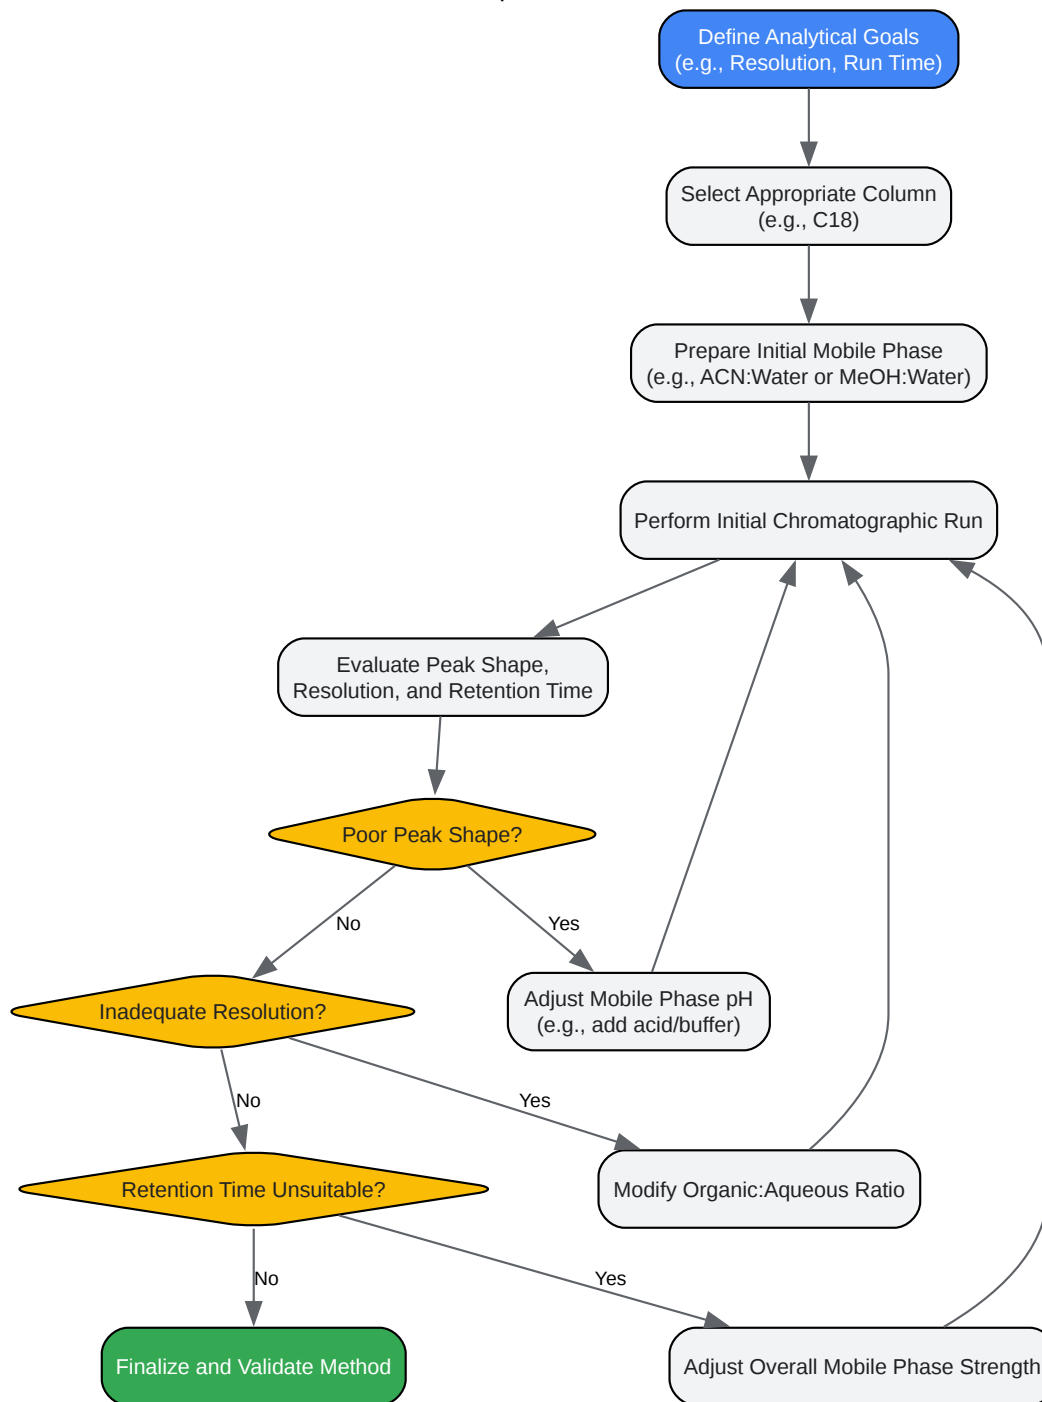 Define Analytical Goals
(e.g., Resolution, Run Time)
Select Appropriate Column
(e.g., C18)
Prepare Initial Mobile Phase
(e.g., ACN:Water or MeOH:Water)
Perform Initial Chromatographic Run
Evaluate Peak Shape,
Resolution, and Retention Time
Poor Peak Shape?
No
Yes
Adjust Mobile Phase pH
(e.g., add acid/buffer)
Inadequate Resolution?
No
Yes
Modify Organic:Aqueous Ratio
Retention Time Unsuitable?
No
Yes
Finalize and Validate Method
Adjust Overall Mobile Phase Strength